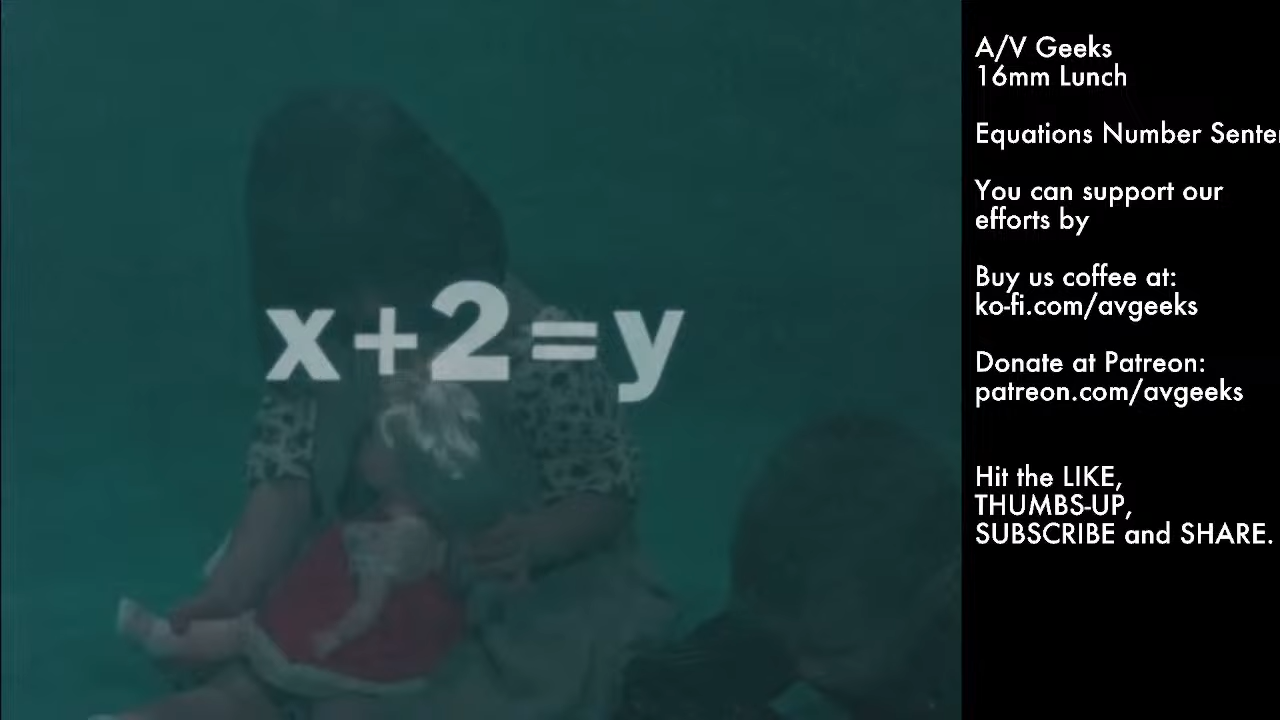 x+2=y
A/V Geeks
16mm Lunch
Equations Number
You can support our
efforts by
Buy us coffee at:
ko-fi.com/avgeeks
Donate at Patreon:
patreon.com/avgeeks
Hit the LIKE,
THUMBS-UP,
SUBSCRIBE and SHARE.